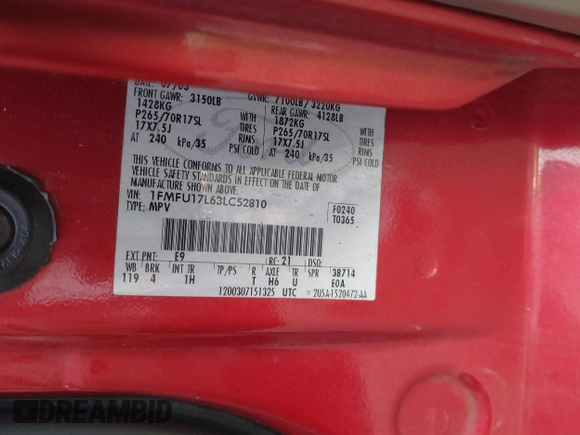 DATE: 07/03
GVWR: 7100LB/ 3220KG
FRONT GAWR: 3150LB
REAR GAWR: 4128LB
1428KG WITH 1872KG WITH
P265/70R17SL TIRES P265/70R17SL TIRES
17X7.5J RIMS 17X7.5J RIMS
AT 240 kPa/35 PSI COLD AT 240 kPa/35 PSI COLD
Ford
THIS VEHICLE CONFORMS TO ALL APPLICABLE FEDERAL MOTOR
VEHICLE SAFETY STANDARDS IN EFFECT ON THE DATE OF
MANUFACTURE SHOWN ABOVE.
VIN: 1FMFU17L63LC52810
TYPE: MPV
F0240
T0365
EXT PNT: E9 RC: 21 DSO:
WB BRK INT TR TP/PS R AXLE TR SPR 38714
119 4 1H T H6 U E0A
1200307151325 UTC
2U5A-1520472-AA
DREAMBID